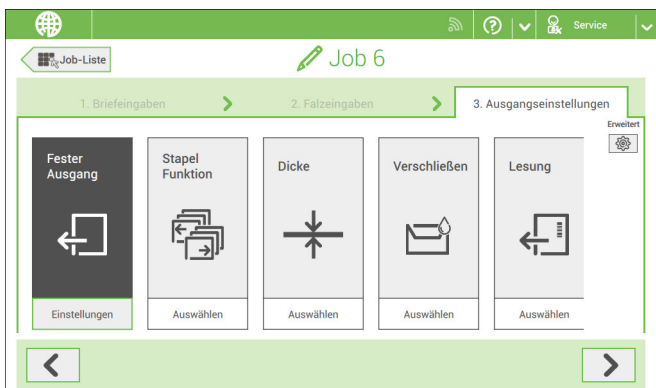 Service
Job-Liste
Job 6
1. Briefeingaben
2. Falzeingaben
3. Ausgangseinstellungen
Erweitert
Fester
Ausgang
Stapel
Funktion
Dicke
Verschließen
Lesung
Einstellungen
Auswählen
Auswählen
Auswählen
Auswählen